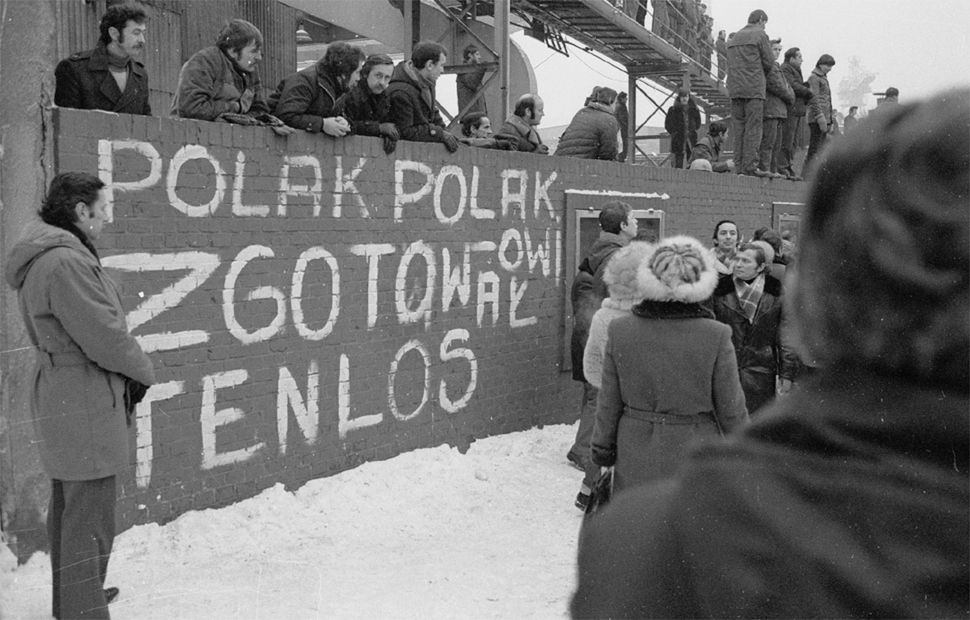 POLAK POLAK
OWI
ZGOTOWAŁ
TEN LOS